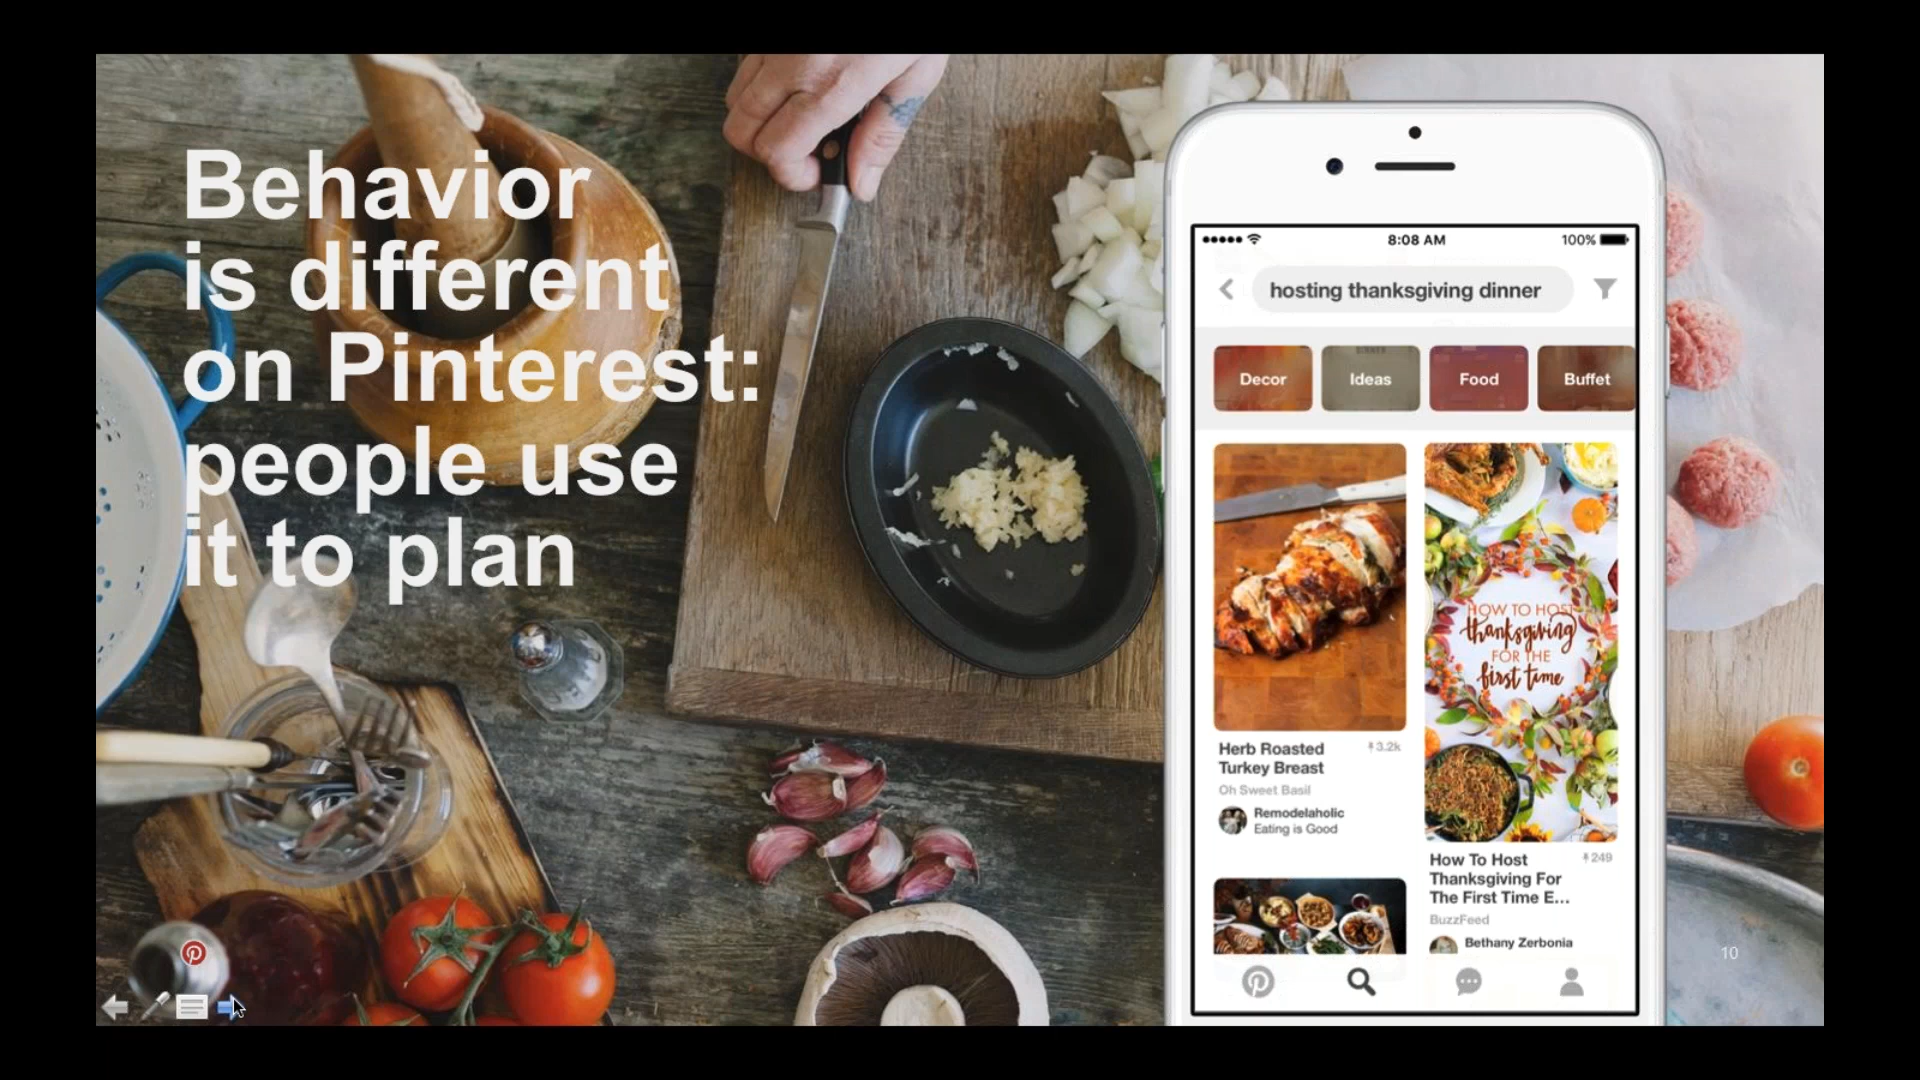 Behavior
is different
on Pinterest:
people use
it to plan
8:08 AM
100%
hosting thanksgiving dinner
Decor
Ideas
Food
Buffet
HOW TO HOST
thanksgiving
FOR THE
first time
Herb Roasted
3.2k
Turkey Breast
Oh Sweet Basil
Remodelaholic
Eating is Good
How To Host
249
Thanksgiving For
The First Time E...
BuzzFeed
Bethany Zerbonia
10